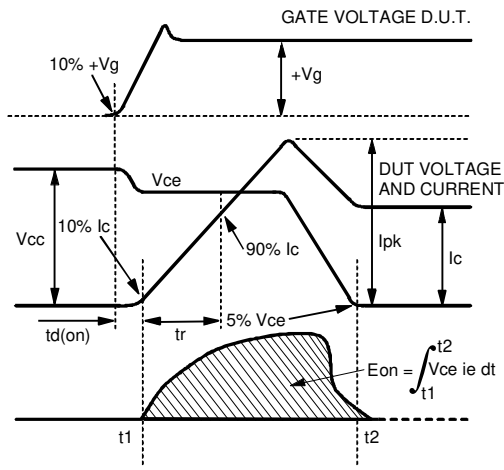 GATE VOLTAGE D.U.T.
10% +Vg
+Vg
DUT VOLTAGE
AND CURRENT
Vce
10% Ic
Vcc
90% Ic
Ipk
Ic
td(on)
tr
5% Vce
Eon = ∫ Vce ie dt
t2
t1
t1
t2